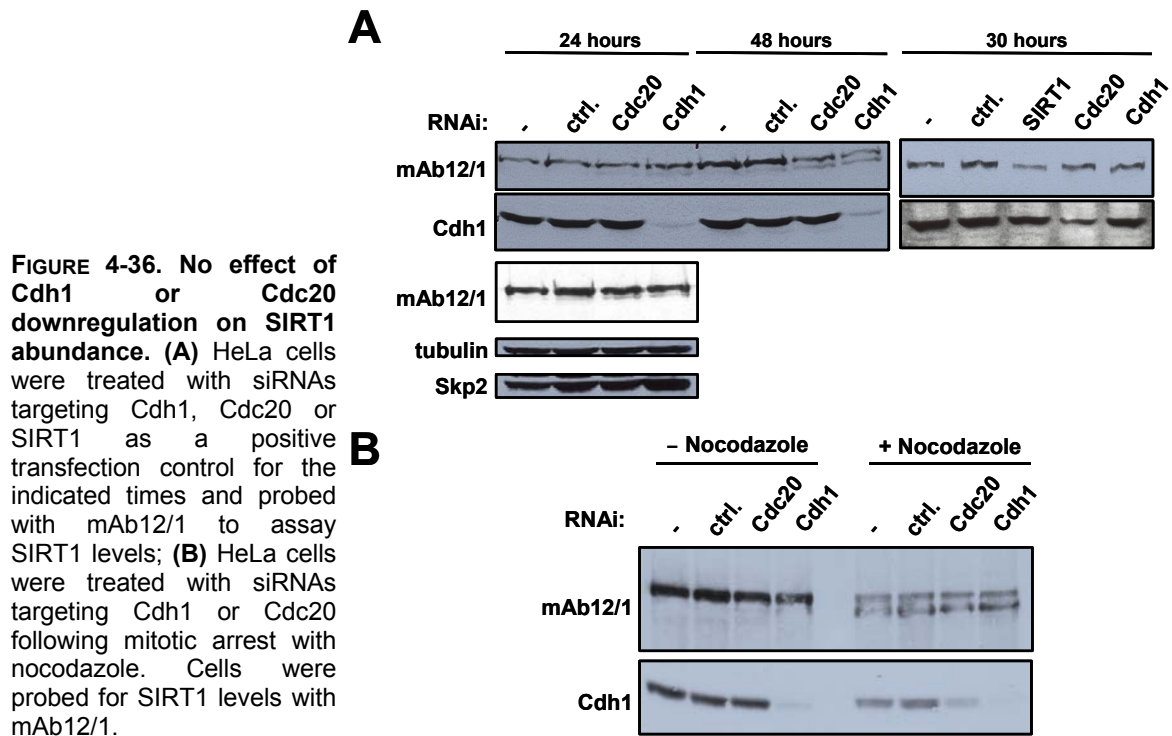 A
24 hours 48 hours 30 hours
RNAi: - ctrl. Cdc20 Cdh1 - ctrl. Cdc20 Cdh1 - ctrl. SIRT1 Cdc20 Cdh1
mAb12/1
Cdh1
mAb12/1
tubulin
Skp2
B
– Nocodazole + Nocodazole
RNAi: - ctrl. Cdc20 Cdh1 - ctrl. Cdc20 Cdh1
mAb12/1
Cdh1
FIGURE 4-36. No effect of
Cdh1 or Cdc20
downregulation on SIRT1
abundance. (A) HeLa cells
were treated with siRNAs
targeting Cdh1, Cdc20 or
SIRT1 as a positive
transfection control for the
indicated times and probed
with mAb12/1 to assay
SIRT1 levels; (B) HeLa cells
were treated with siRNAs
targeting Cdh1 or Cdc20
following mitotic arrest with
nocodazole. Cells were
probed for SIRT1 levels with
mAb12/1.